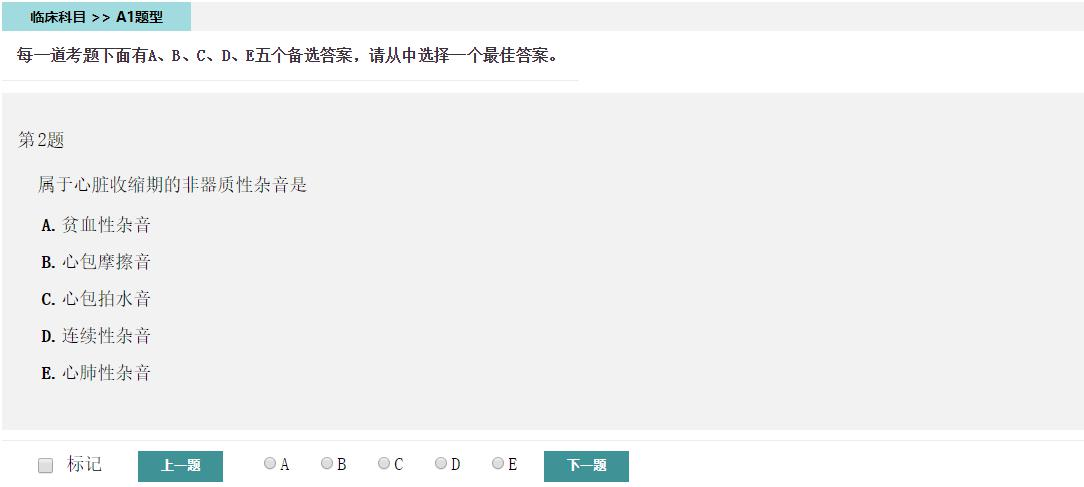 临床科目 >> A1题型
每一道考题下面有A、B、C、D、E五个备选答案，请从中选择一个最佳答案。
第2题
属于心脏收缩期的非器质性杂音是
A. 贫血性杂音
B. 心包摩擦音
C. 心包拍水音
D. 连续性杂音
E. 心肺性杂音
标记 上一题 A B C D E 下一题